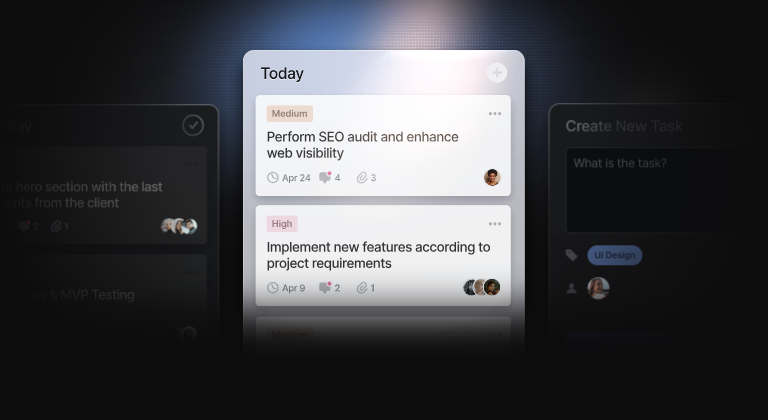 Today
Medium
Perform SEO audit and enhance
web visibility
Apr 24 4 3
High
Implement new features according to
project requirements
Apr 9 2 1
Medium
hero section with the last
from the client
2 1
& MVP Testing
Create New Task
What is the task?
UI Design